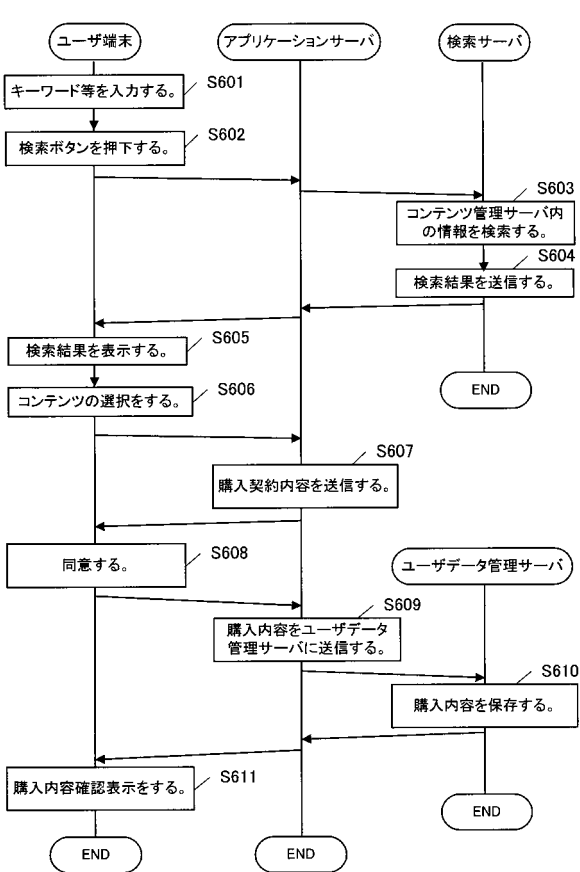 ユーザ端末
アプリケーションサーバ
検索サーバ
キーワード等を入力する。
S601
検索ボタンを押下する。
S602
S603
コンテンツ管理サーバ内
の情報を検索する。
S604
検索結果を送信する。
検索結果を表示する。
S605
コンテンツの選択をする。
S606
END
S607
購入契約内容を送信する。
同意する。
S608
ユーザデータ管理サーバ
S609
購入内容をユーザデータ
管理サーバに送信する。
S610
購入内容を保存する。
購入内容確認表示をする。
S611
END
END
END